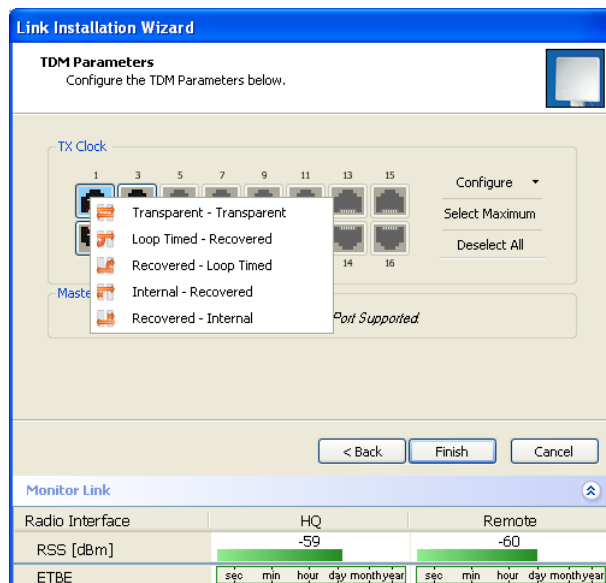 Link Installation Wizard
TDM Parameters
Configure the TDM Parameters below.
TX Clock
1 3 5 7 9 11 13 15
Configure
Select Maximum
Deselect All
14 16
Transparent - Transparent
Loop Timed - Recovered
Recovered - Loop Timed
Internal - Recovered
Recovered - Internal
Maste
Port Supported.
< Back Finish Cancel
Monitor Link
Radio Interface HQ Remote
RSS [dBm] -59 -60
ETBE sec min hour day month year sec min hour day month year